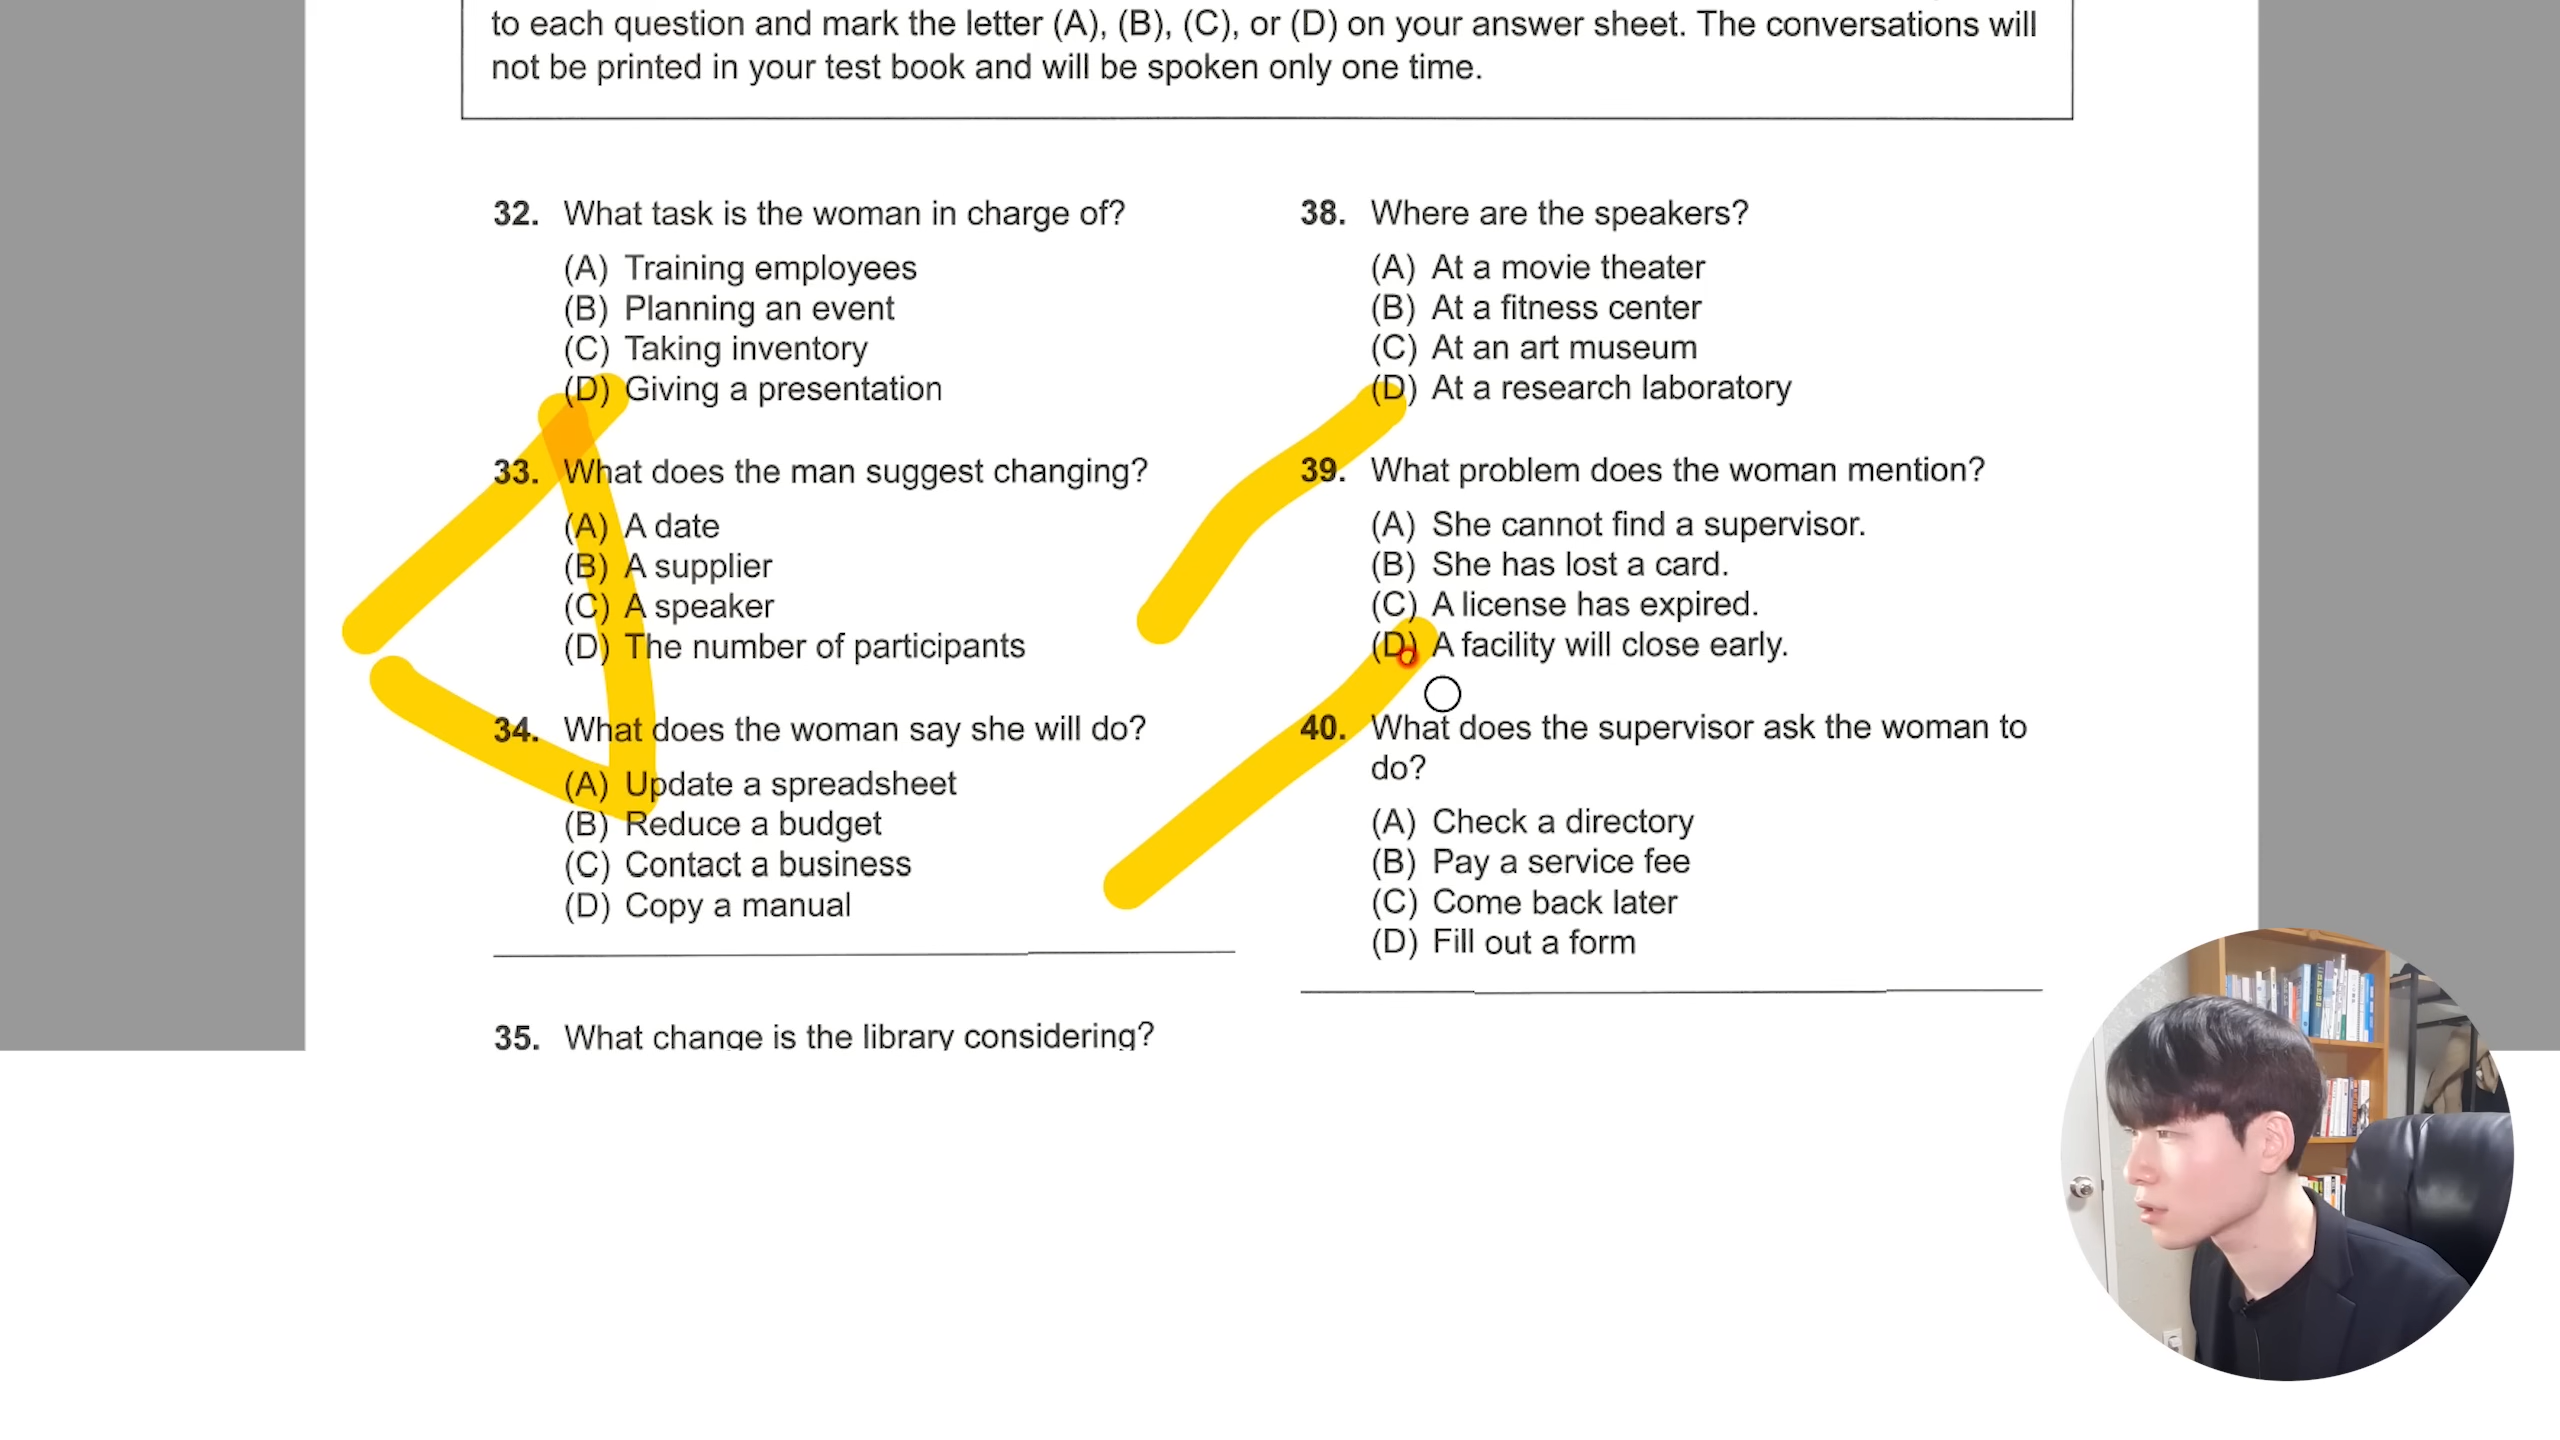 to each question and mark the letter (A), (B), (C), or (D) on your answer sheet. The conversations will
not be printed in your test book and will be spoken only one time.
32. What task is the woman in charge of?
(A) Training employees
(B) Planning an event
(C) Taking inventory
(D) Giving a presentation
33. What does the man suggest changing?
(A) A date
(B) A supplier
(C) A speaker
(D) The number of participants
34. What does the woman say she will do?
(A) Update a spreadsheet
(B) Reduce a budget
(C) Contact a business
(D) Copy a manual
35. What change is the library considering?
38. Where are the speakers?
(A) At a movie theater
(B) At a fitness center
(C) At an art museum
(D) At a research laboratory
39. What problem does the woman mention?
(A) She cannot find a supervisor.
(B) She has lost a card.
(C) A license has expired.
(D) A facility will close early.
40. What does the supervisor ask the woman to
do?
(A) Check a directory
(B) Pay a service fee
(C) Come back later
(D) Fill out a form